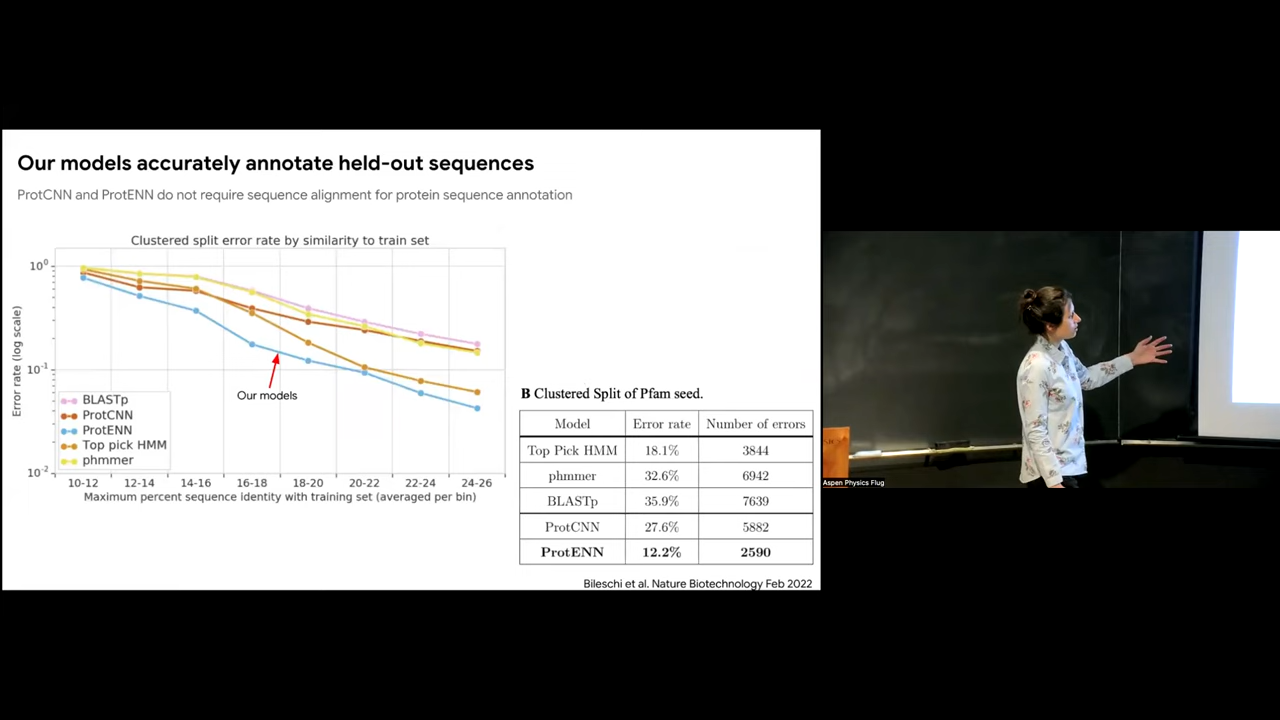 Our models accurately annotate held-out sequences
ProtCNN and ProtENN do not require sequence alignment for protein sequence annotation
Clustered split error rate by similarity to train set
Error rate (log scale)
10^0
10^-1
10^-2
Our models
BLASTp
ProtCNN
ProtENN
Top pick HMM
phmmer
10-12 12-14 14-16 16-18 18-20 20-22 22-24 24-26
Maximum percent sequence identity with training set (averaged per bin)
B Clustered Split of Pfam seed.
Model Error rate Number of errors
Top Pick HMM 18.1% 3844
phmmer 32.6% 6942
BLASTp 35.9% 7639
ProtCNN 27.6% 5882
ProtENN 12.2% 2590
Bileschi et al. Nature Biotechnology Feb 2022
Aspen Physics Flug